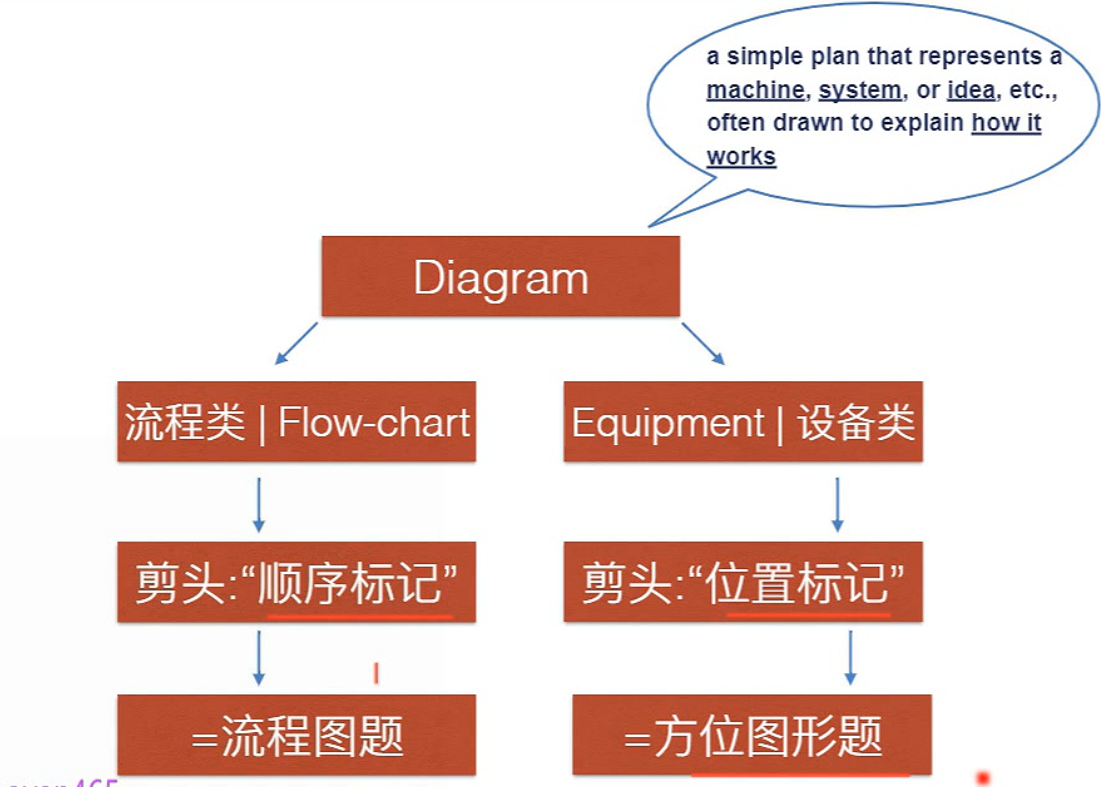 a simple plan that represents a
machine, system, or idea, etc.,
often drawn to explain how it
works
Diagram
流程类 | Flow-chart
Equipment | 设备类
剪头:“顺序标记”
剪头:“位置标记”
=流程图题
=方位图形题